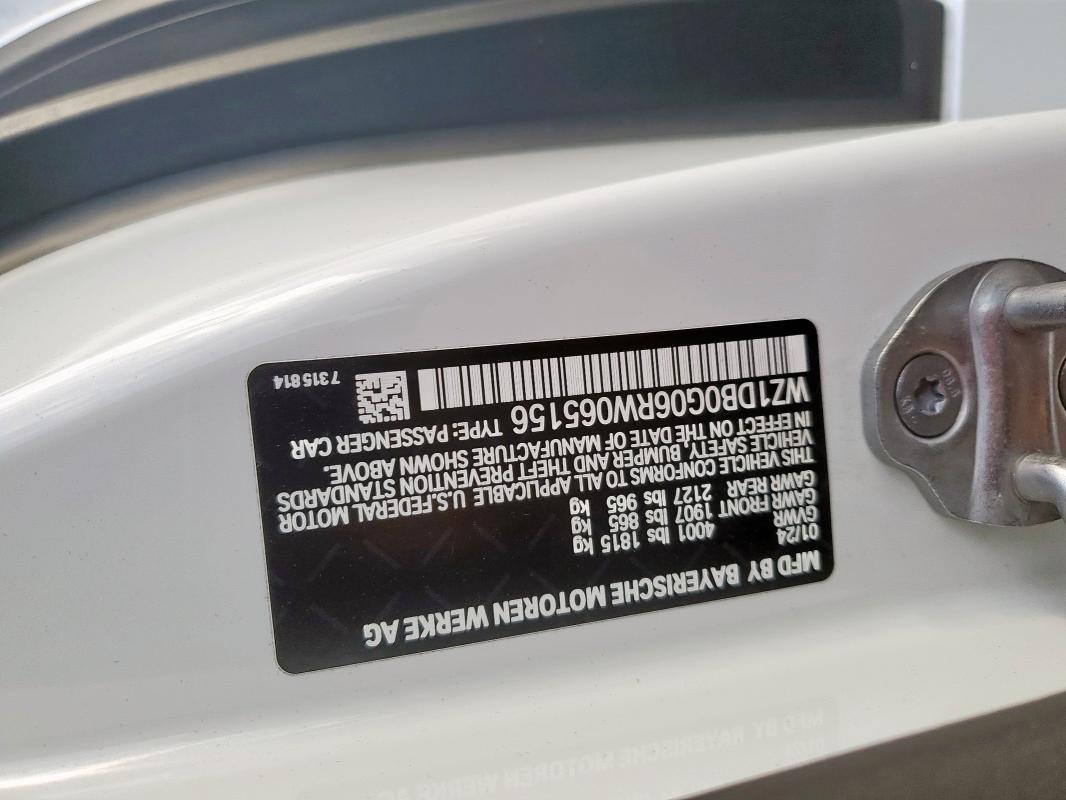 MFD BY BAYERISCHE MOTOREN WERKE AG
01/24
GVWR 4001 lbs 1815 kg
GAWR FRONT 1907 lbs 865 kg
GAWR REAR 2127 lbs 965 kg
THIS VEHICLE CONFORMS TO ALL APPLICABLE U.S.FEDERAL MOTOR
VEHICLE SAFETY, BUMPER AND THEFT PREVENTION STANDARDS
IN EFFECT ON THE DATE OF MANUFACTURE SHOWN ABOVE.
WZ1DB0G06RW065156 TYPE: PASSENGER CAR
7315814